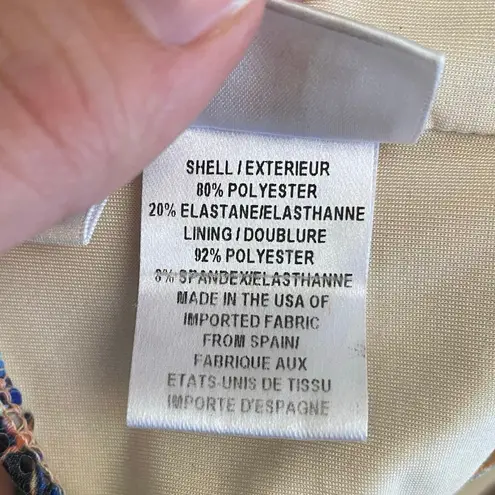 SHELL / EXTERIEUR
80% POLYESTER
20% ELASTANE/ELASTHANNE
LINING / DOUBLURE
92% POLYESTER
8% SPANDEX/ELASTHANNE
MADE IN THE USA OF
IMPORTED FABRIC
FROM SPAIN/
FABRIQUE AUX
ETATS-UNIS DE TISSU
IMPORTE D'ESPAGNE